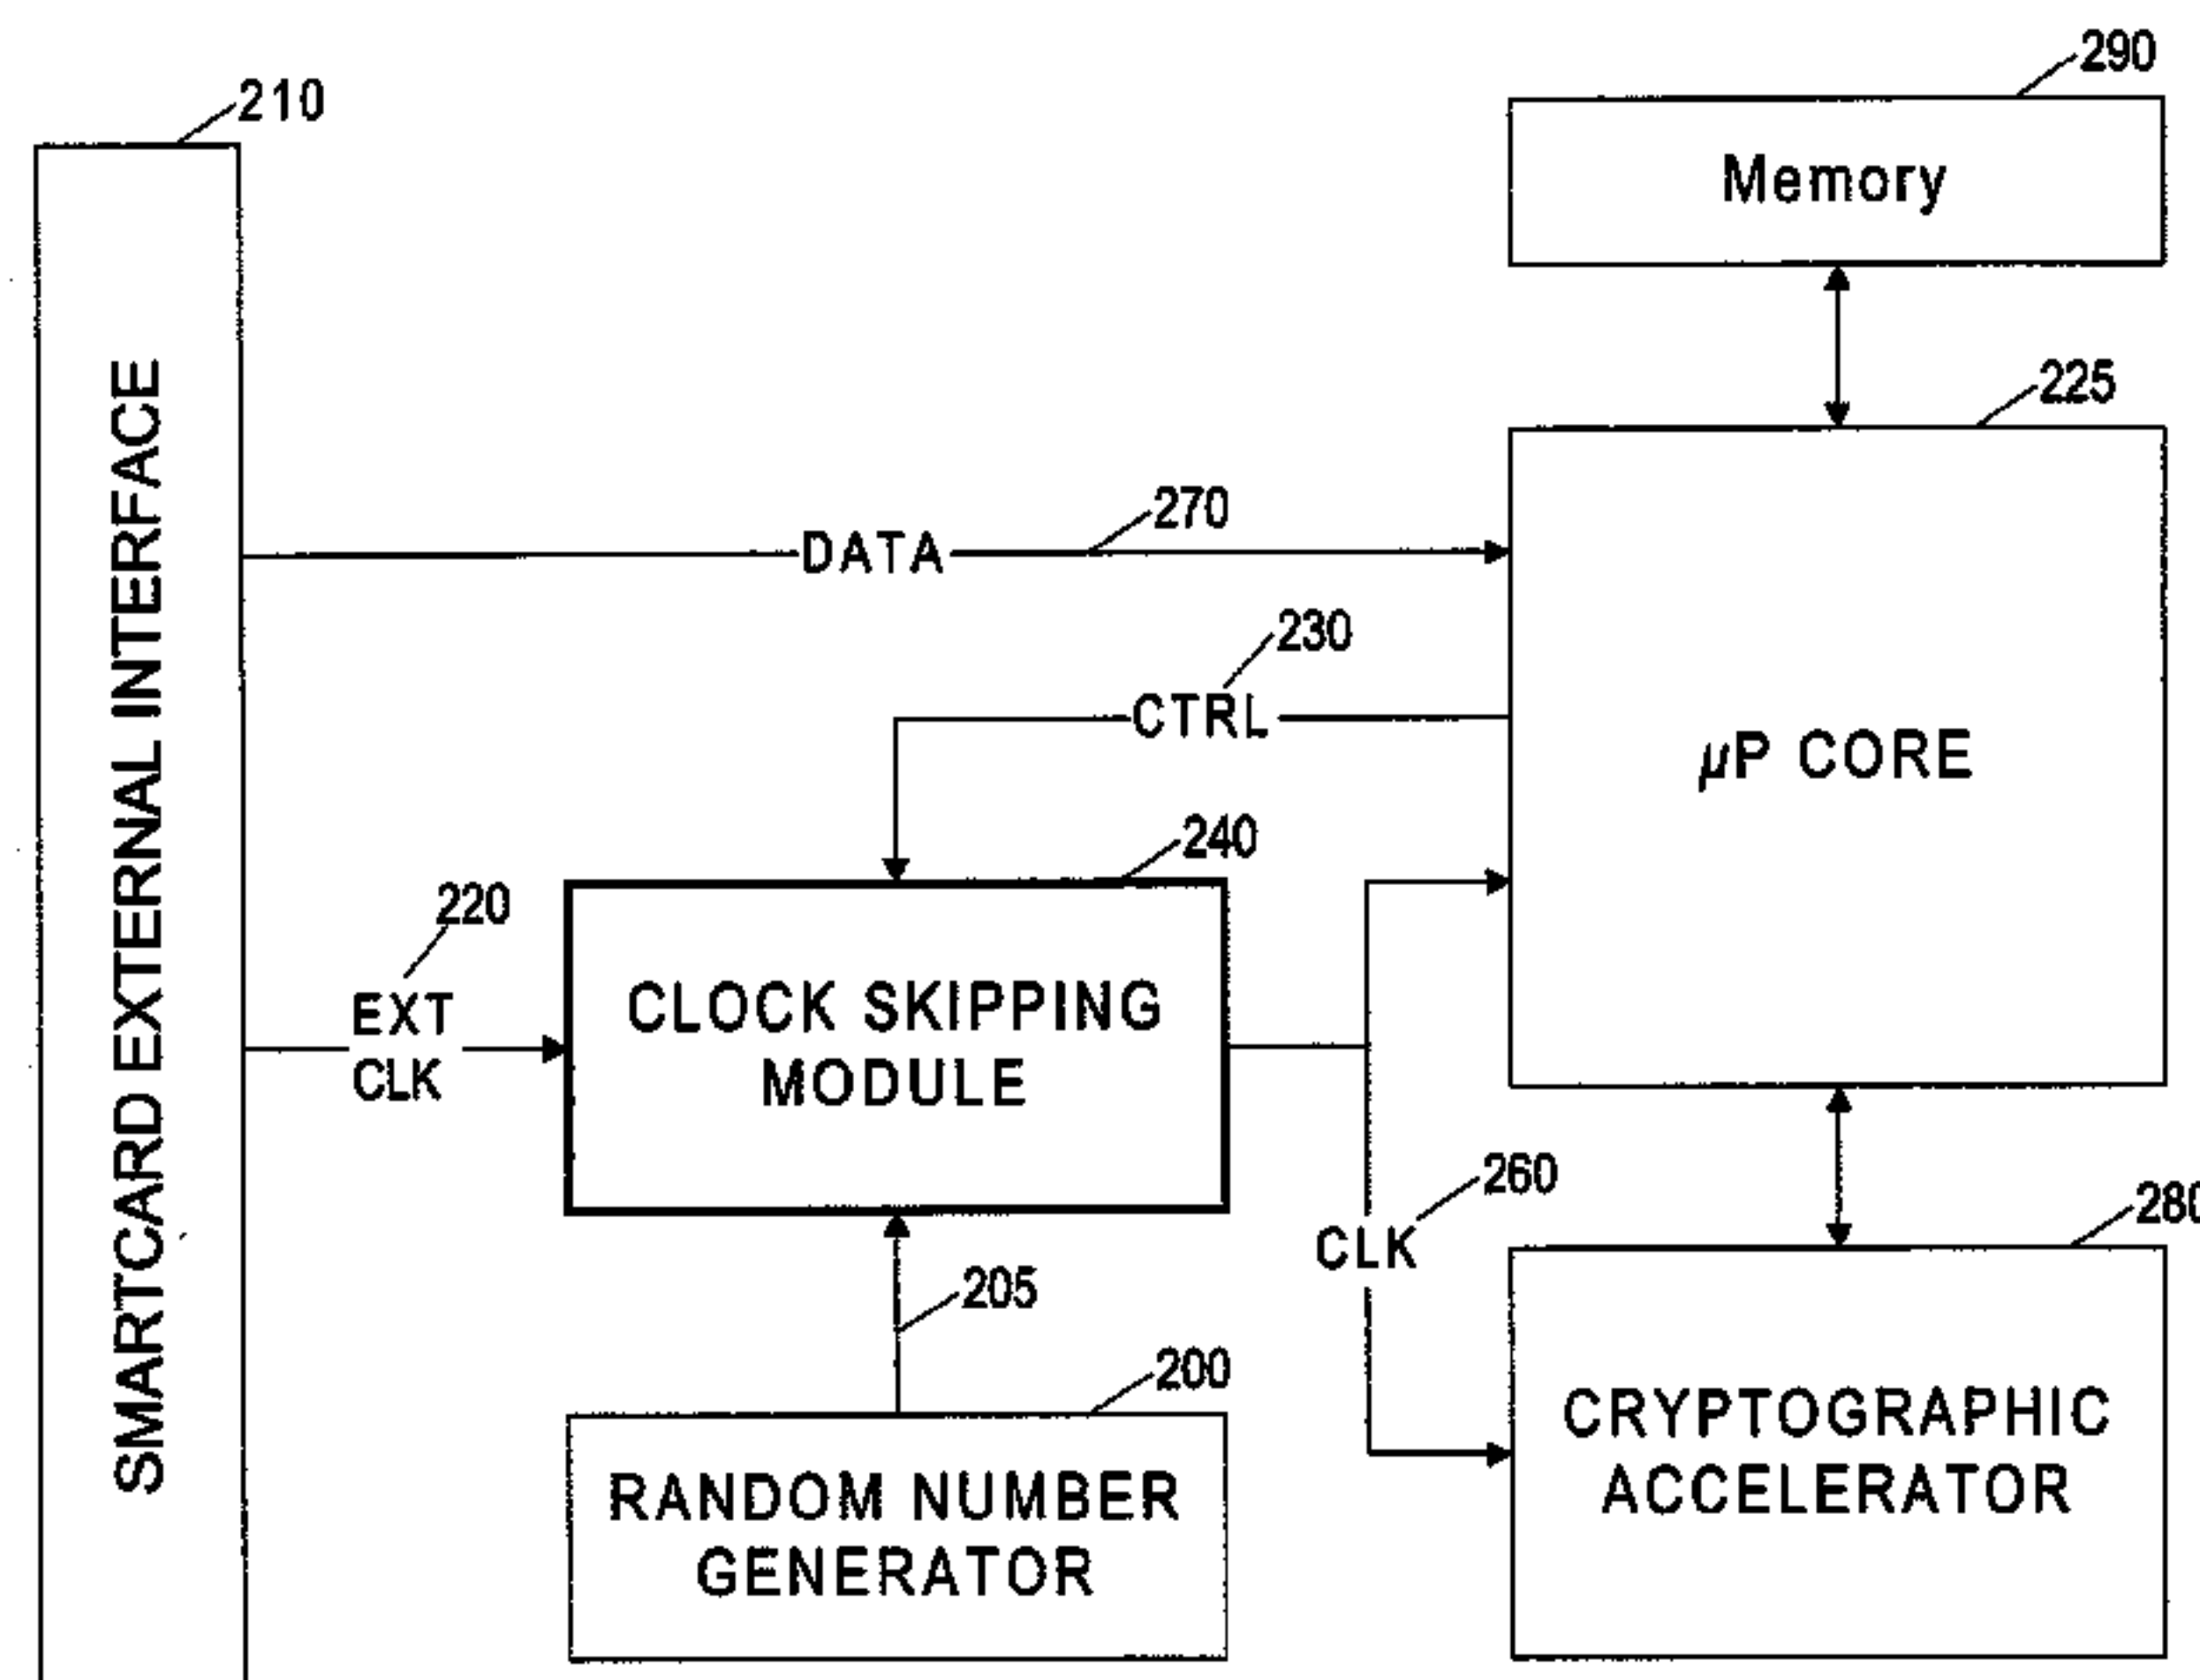 290
210
Memory
225
270
DATA
230
CTRL
μP CORE
240
220
EXT
CLK
CLOCK SKIPPING
MODULE
SMARTCARD EXTERNAL INTERFACE
260
280
CLK
205
200
CRYPTOGRAPHIC
ACCELERATOR
RANDOM NUMBER
GENERATOR